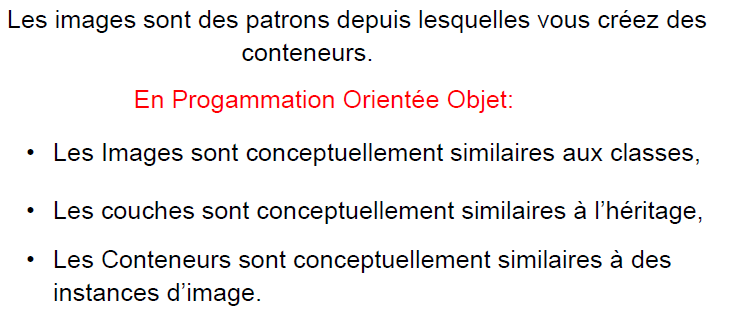 Les images sont des patrons depuis lesquelles vous créez des
conteneurs.
En Progammation Orientée Objet:
• Les Images sont conceptuellement similaires aux classes,
• Les couches sont conceptuellement similaires à l’héritage,
• Les Conteneurs sont conceptuellement similaires à des
instances d’image.